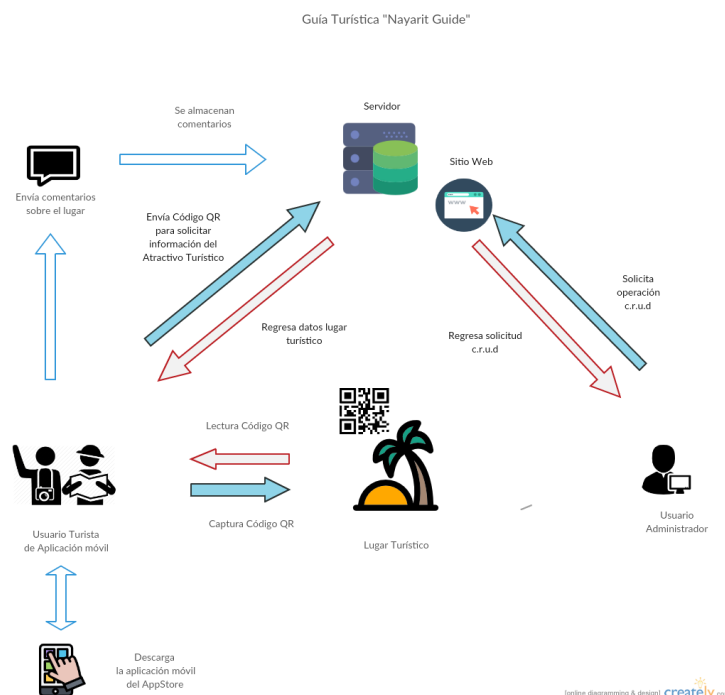 Guía Turística "Nayarit Guide"
Se almacenan
comentarios
Servidor
Sitio Web
www
Envía comentarios
sobre el lugar
Envía Código QR
para solicitar
información del
Atractivo Turístico
Solicita
operación
c.r.u.d
Regresa datos lugar
turístico
Regresa solicitud
c.r.u.d
Lectura Código QR
Captura Código QR
Usuario Turista
de Aplicación móvil
Lugar Turístico
Usuario
Administrador
Descarga
la aplicación móvil
del AppStore
[online diagramming & design] creately.co